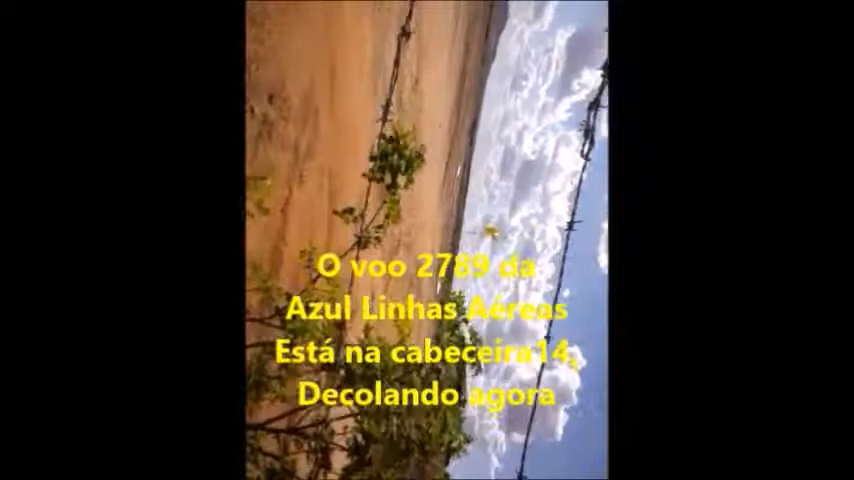 O voo 2789 da
Azul Linhas Aéreas
Está na cabeceira14,
Decolando agora